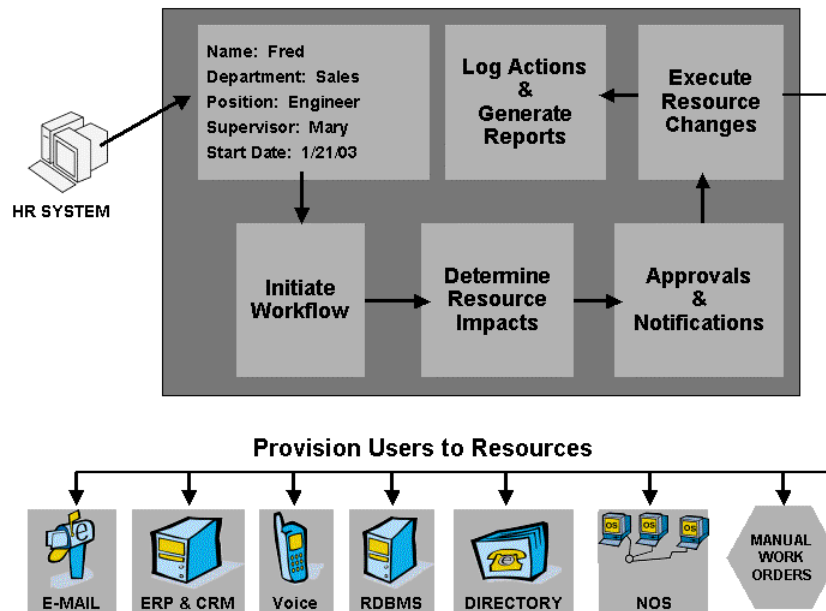 Name: Fred
Department: Sales
Position: Engineer
Supervisor: Mary
Start Date: 1/21/03
Log Actions
&
Generate
Reports
Execute
Resource
Changes
HR SYSTEM
Initiate
Workflow
Determine
Resource
Impacts
Approvals
&
Notifications
Provision Users to Resources
e
E-MAIL
ERP & CRM
Voice
RDBMS
DIRECTORY
OS OS OS
NOS
MANUAL
WORK
ORDERS